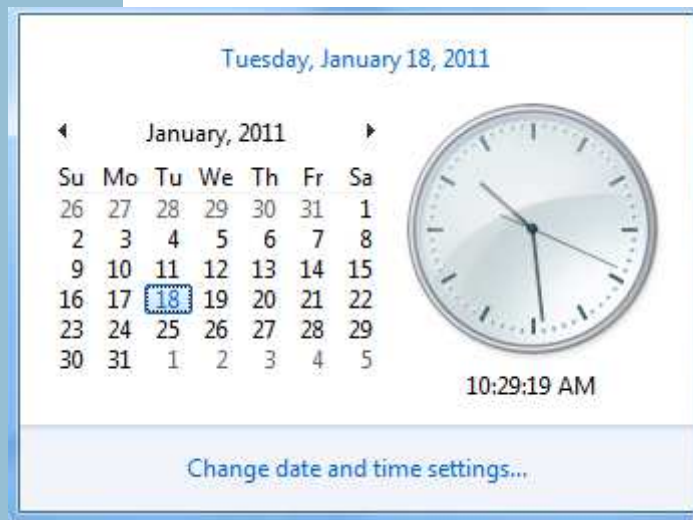 Tuesday, January 18, 2011
January, 2011
Su Mo Tu We Th Fr Sa
26 27 28 29 30 31 1
2 3 4 5 6 7 8
9 10 11 12 13 14 15
16 17 18 19 20 21 22
23 24 25 26 27 28 29
30 31 1 2 3 4 5
10:29:19 AM
Change date and time settings...